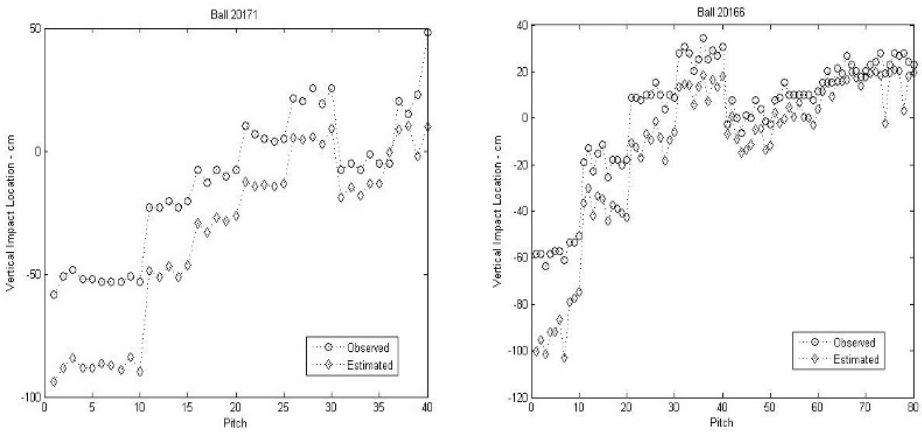 Ball 20171
50
0
-50
-100
Vertical Impact Location - cm
0 5 10 15 20 25 30 35 40
Pitch
Observed
Estimated
Ball 20166
40
20
0
-20
-40
-60
-80
-100
-120
Vertical Impact Location - cm
0 10 20 30 40 50 60 70 80
Pitch
Observed
Estimated